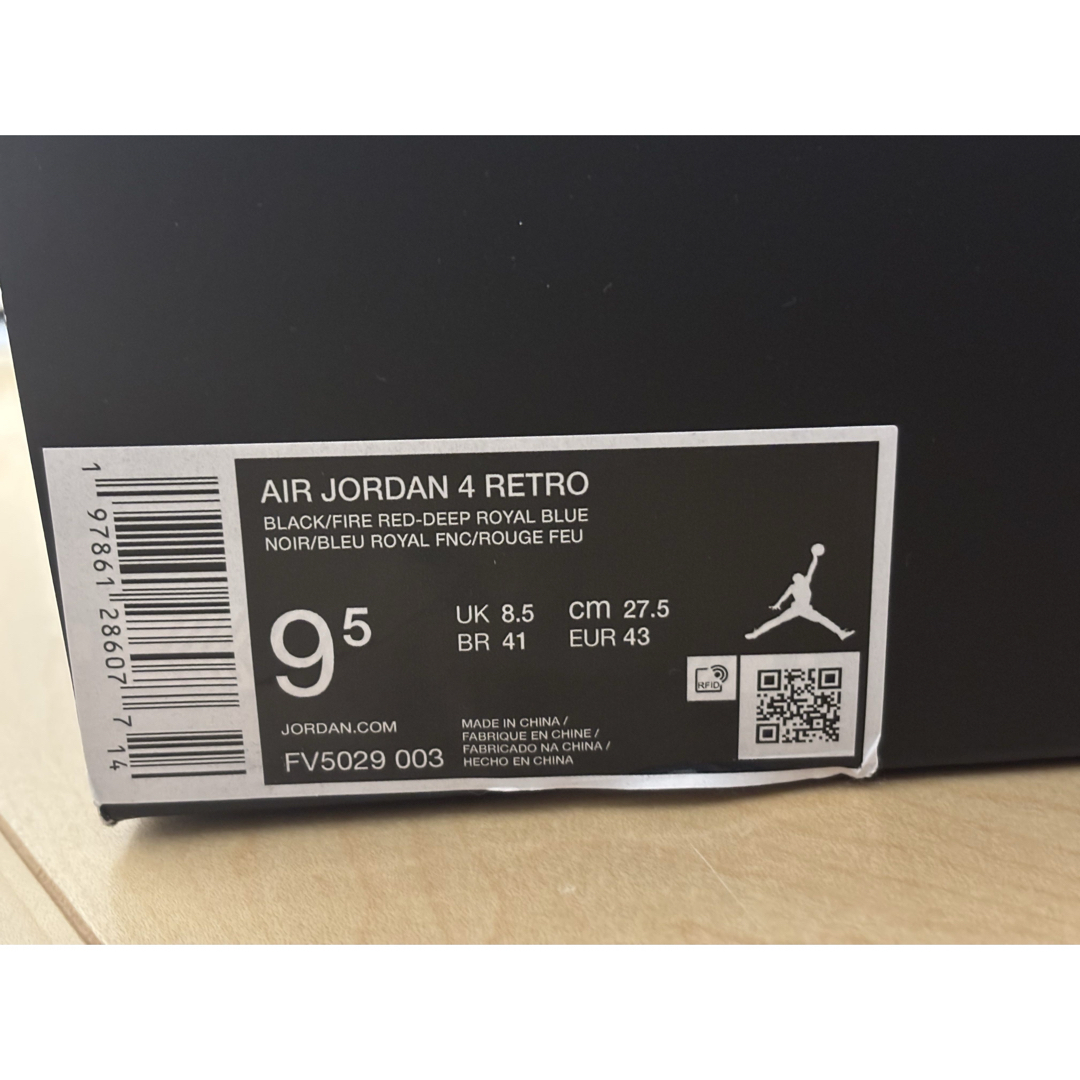 AIR JORDAN 4 RETRO
BLACK/FIRE RED-DEEP ROYAL BLUE
NOIR/BLEU ROYAL FNC/ROUGE FEU
9⁵
UK 8.5 cm 27.5
BR 41 EUR 43
RFID
JORDAN.COM
FV5029 003
MADE IN CHINA /
FABRIQUE EN CHINE /
FABRICADO NA CHINA /
HECHO EN CHINA
1 97861 28607 7 14